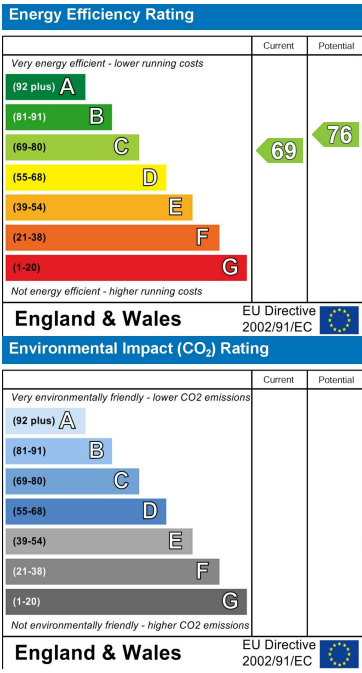 Energy Efficiency Rating
Current Potential
Very energy efficient - lower running costs
(92 plus) A
(81-91) B
(69-80) C
(55-68) D
(39-54) E
(21-38) F
(1-20) G
69
76
Not energy efficient - higher running costs
England & Wales
EU Directive
2002/91/EC
Environmental Impact (CO₂) Rating
Current Potential
Very environmentally friendly - lower CO2 emissions
(92 plus) A
(81-91) B
(69-80) C
(55-68) D
(39-54) E
(21-38) F
(1-20) G
Not environmentally friendly - higher CO2 emissions
England & Wales
EU Directive
2002/91/EC